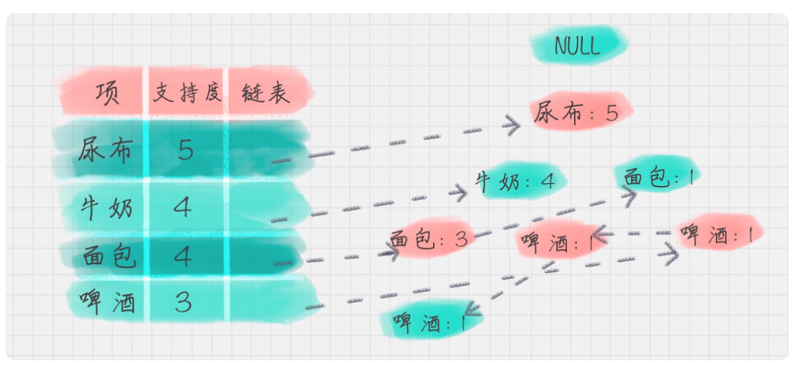 NULL
项 支持度 链表
尿布：5
尿布 5
牛奶：4
面包：1
牛奶 4
面包：3
啤酒：1
啤酒：1
面包 4
啤酒 3
啤酒：1